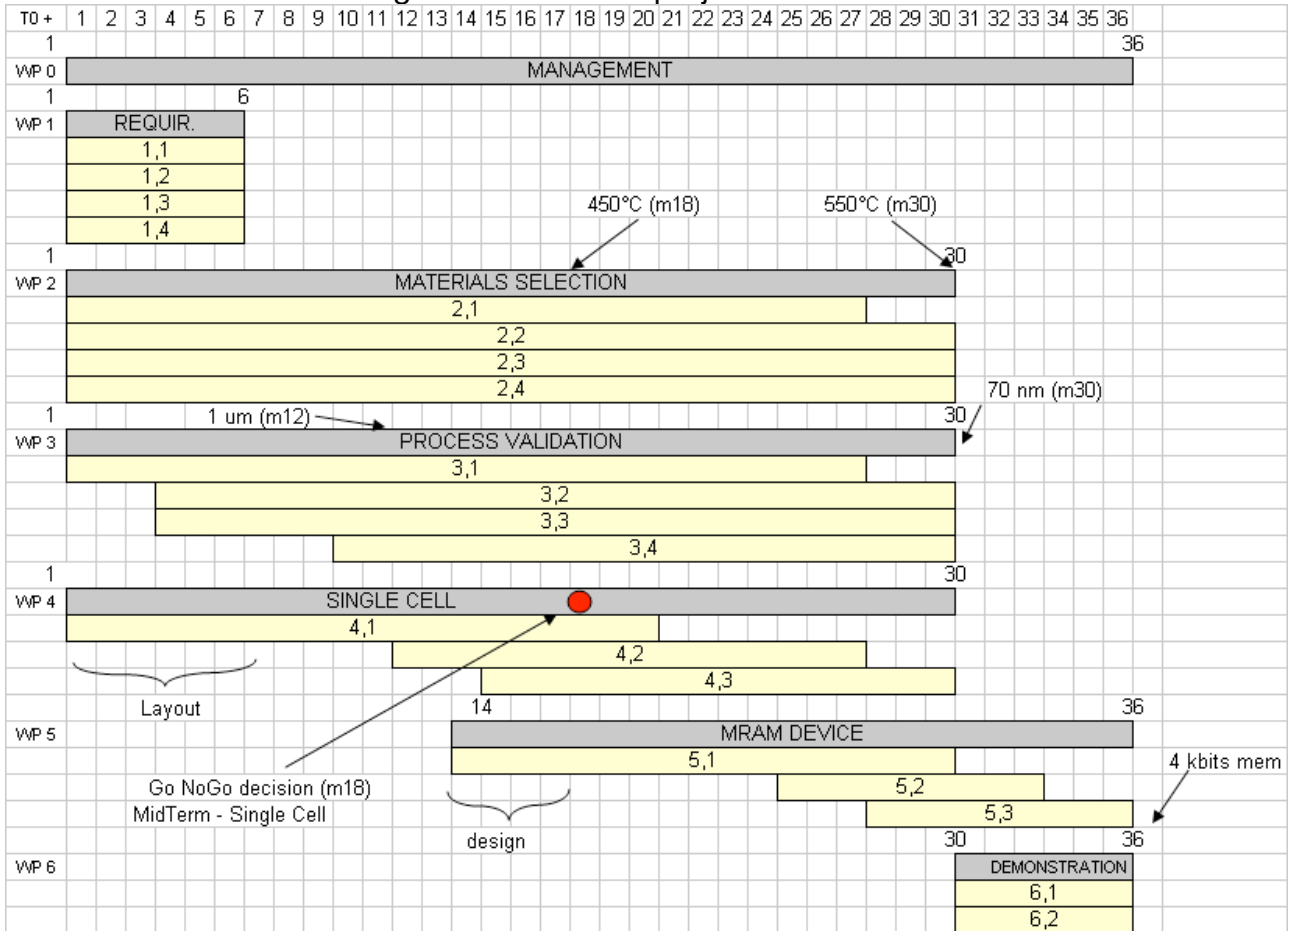 T0 + 1 2 3 4 5 6 7 8 9 10 11 12 13 14 15 16 17 18 19 20 21 22 23 24 25 26 27 28 29 30 31 32 33 34 35 36
1 36
WP 0 MANAGEMENT
1 6
WP 1 REQUIR.
1,1
1,2
1,3
1,4
450°C (m18) 550°C (m30)
1 30
WP 2 MATERIALS SELECTION
2,1
2,2
2,3
2,4
70 nm (m30)
1 1 um (m12) 30
WP 3 PROCESS VALIDATION
3,1
3,2
3,3
3,4
1 30
WP 4 SINGLE CELL
4,1
4,2
4,3
Layout 14 36
WP 5 MRAM DEVICE
5,1
4 kbits mem
Go NoGo decision (m18) 5,2
MidTerm - Single Cell 5,3
design 30 36
WP 6 DEMONSTRATION
6,1
6,2